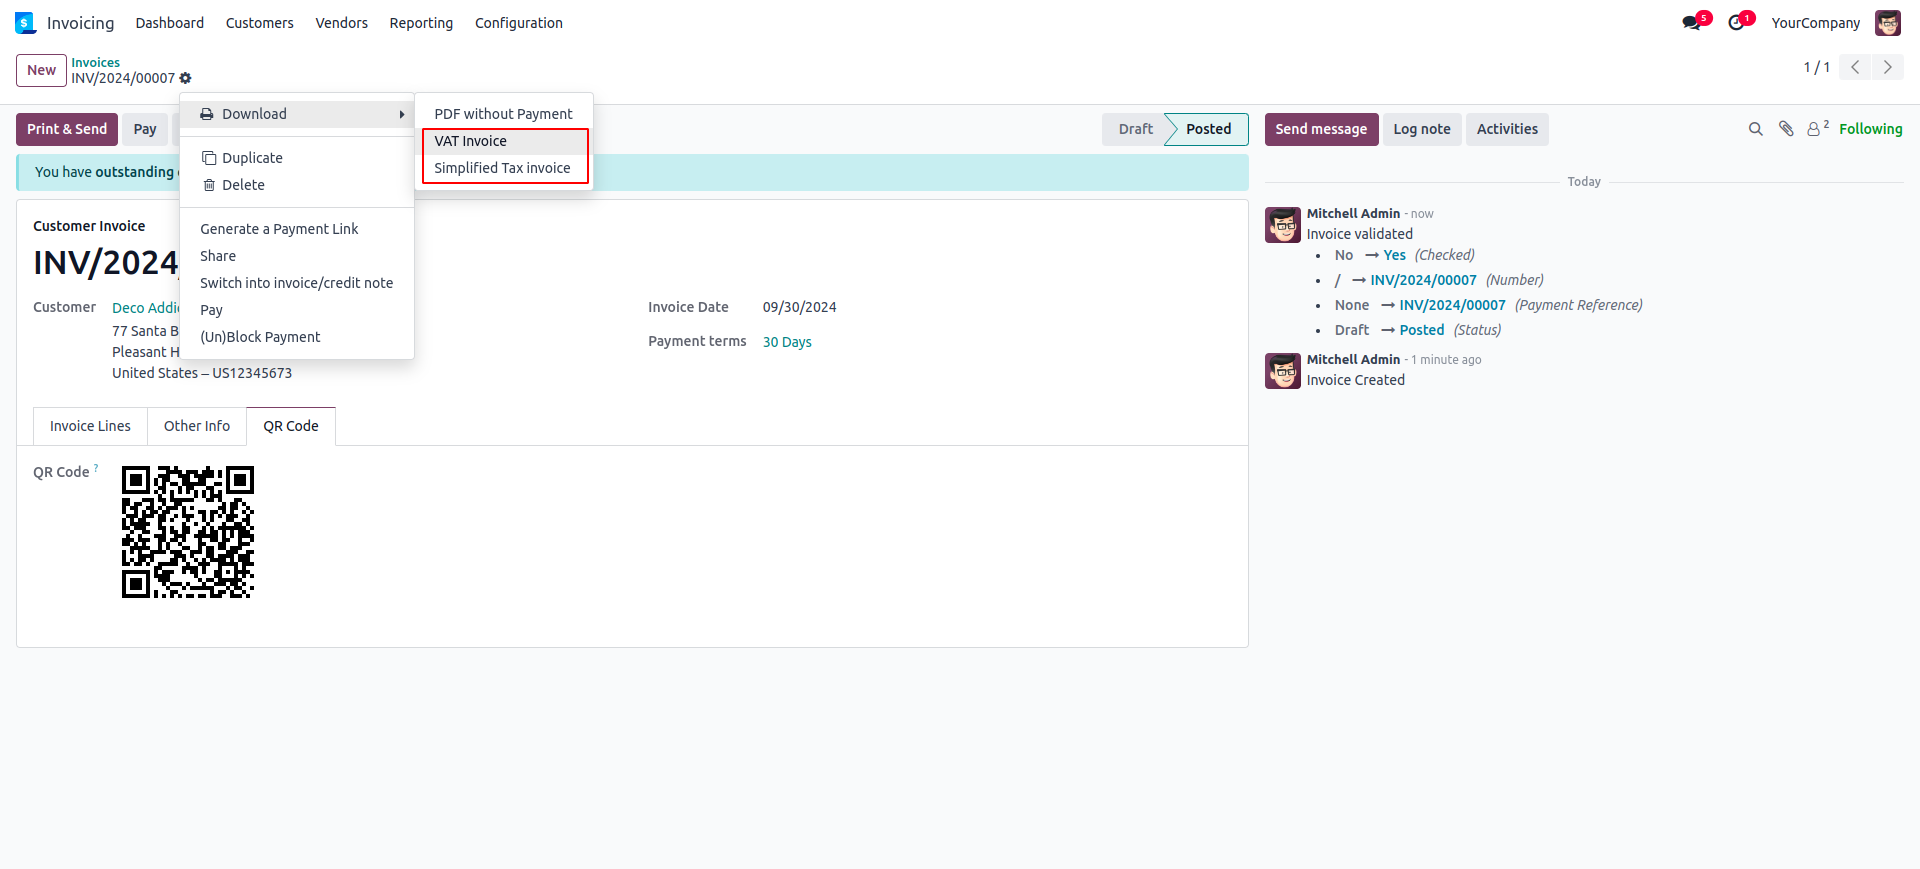 Invoicing Dashboard Customers Vendors Reporting Configuration 5 1 YourCompany
New Invoices
INV/2024/00007
1 / 1
Download
PDF without Payment
VAT Invoice
Simplified Tax invoice
Duplicate
Delete
Generate a Payment Link
Share
Switch into invoice/credit note
Pay
(Un)Block Payment
Print & Send Pay
Draft Posted
Send message Log note Activities 2 Following
You have outstanding
Customer Invoice
INV/2024
Customer Deco Addi
77 Santa B
Pleasant H
United States – US12345673
Invoice Date 09/30/2024
Payment terms 30 Days
Invoice Lines Other Info QR Code
QR Code ?
Today
Mitchell Admin - now
Invoice validated
• No → Yes (Checked)
• / → INV/2024/00007 (Number)
• None → INV/2024/00007 (Payment Reference)
• Draft → Posted (Status)
Mitchell Admin - 1 minute ago
Invoice Created